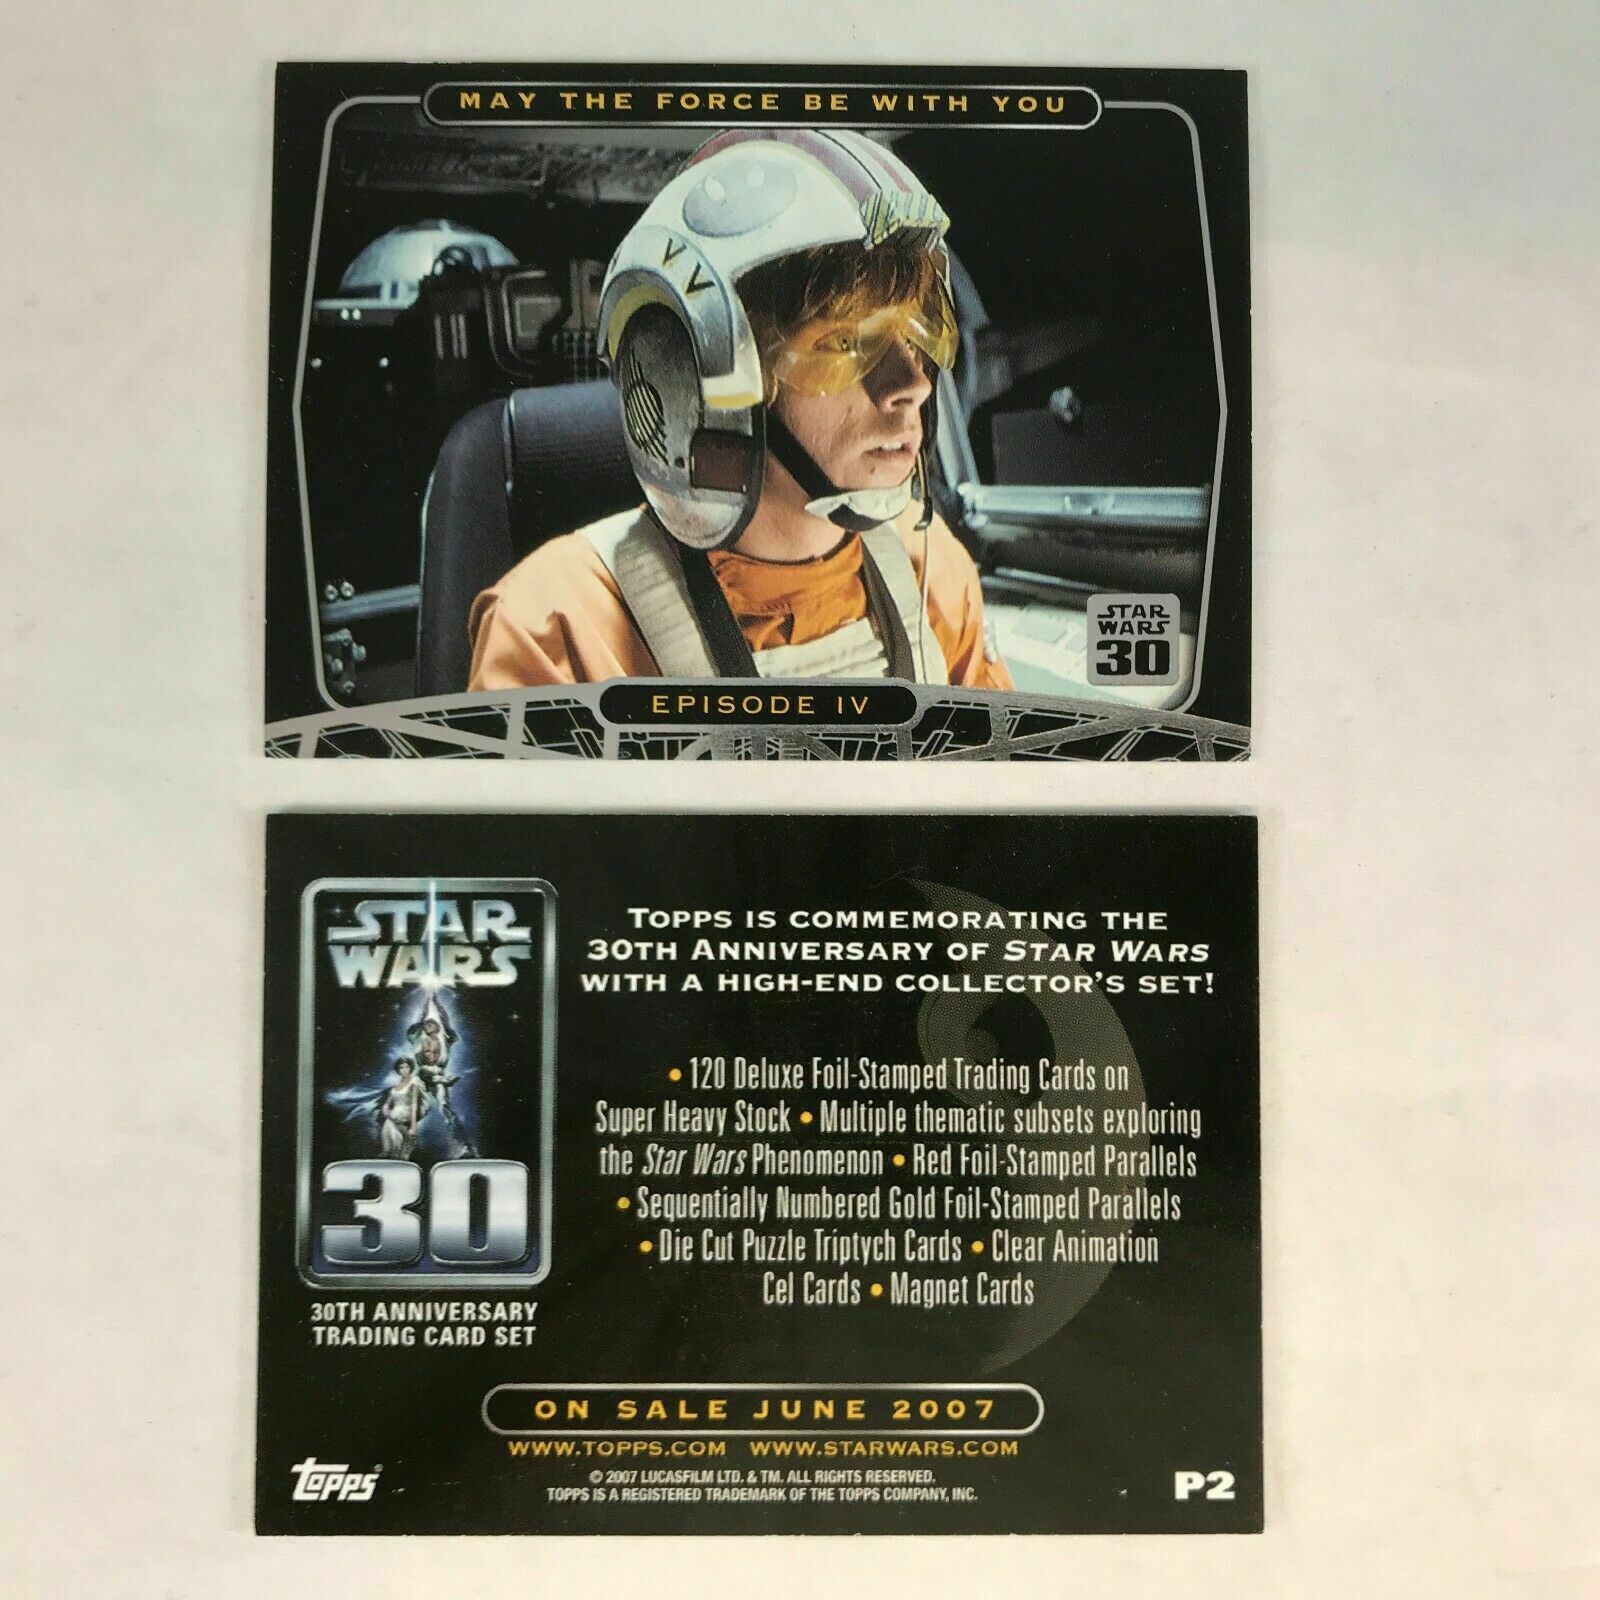 MAY THE FORCE BE WITH YOU
STAR
WARS
30
EPISODE IV
STAR
WARS
30
30TH ANNIVERSARY
TRADING CARD SET
TOPPS IS COMMEMORATING THE
30TH ANNIVERSARY OF STAR WARS
WITH A HIGH-END COLLECTOR'S SET!
• 120 Deluxe Foil-Stamped Trading Cards on
Super Heavy Stock • Multiple thematic subsets exploring
the Star Wars Phenomenon • Red Foil-Stamped Parallels
• Sequentially Numbered Gold Foil-Stamped Parallels
• Die Cut Puzzle Triptych Cards • Clear Animation
Cel Cards • Magnet Cards
ON SALE JUNE 2007
WWW.TOPPS.COM WWW.STARWARS.COM
© 2007 LUCASFILM LTD. & TM. ALL RIGHTS RESERVED.
TOPPS IS A REGISTERED TRADEMARK OF THE TOPPS COMPANY, INC.
topps®
P2